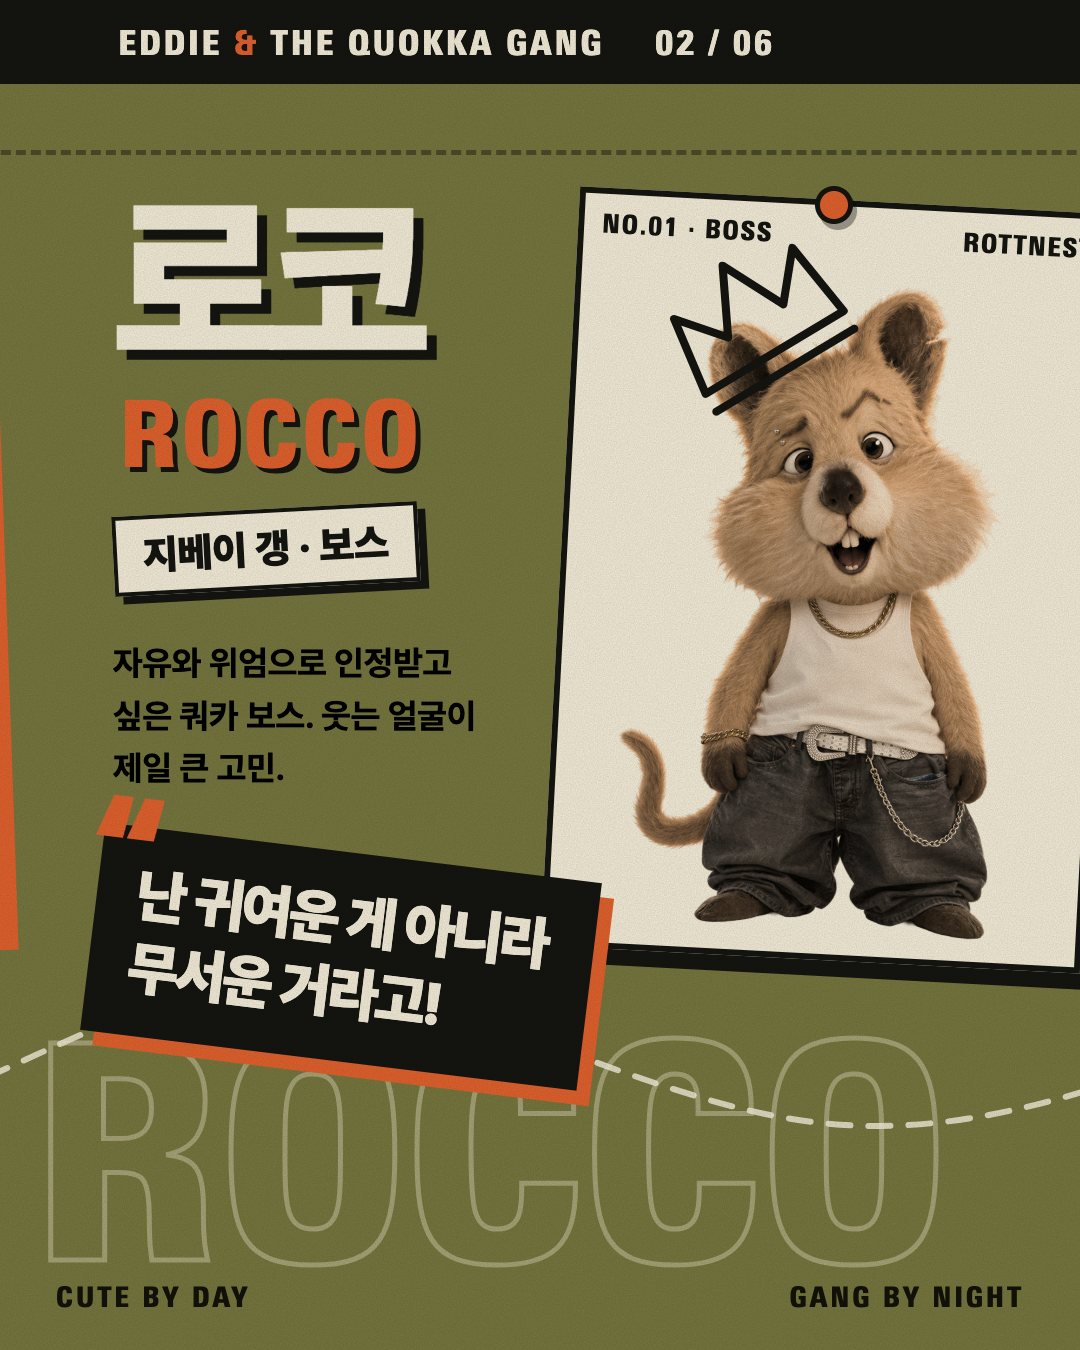 EDDIE & THE QUOKKA GANG 02 / 06
로코
ROCCO
지베이 갱 · 보스
자유와 위엄으로 인정받고
싶은 쿼카 보스. 웃는 얼굴이
제일 큰 고민.
“
난 귀여운 게 아니라
무서운 거라고!
NO.01 · BOSS
ROTTNEST
ROCCO
CUTE BY DAY
GANG BY NIGHT